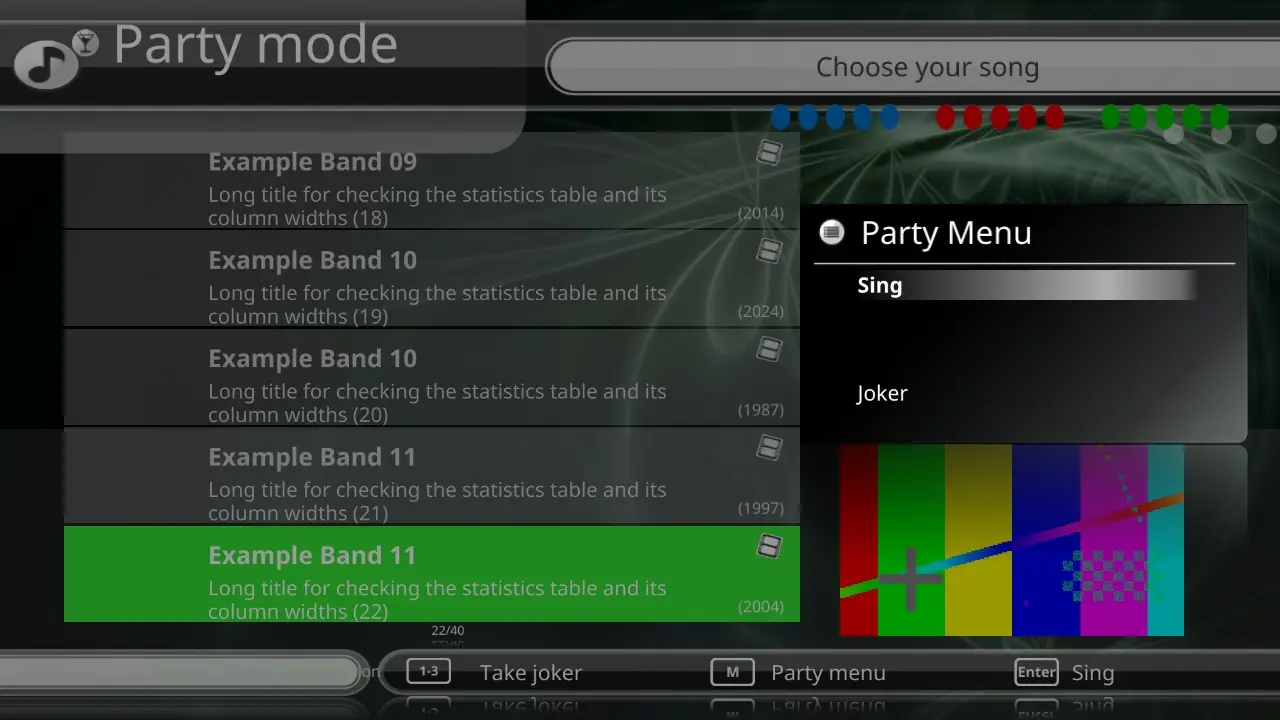 Party mode
Choose your song
Example Band 09
Long title for checking the statistics table and its
column widths (18)
(2014)
Example Band 10
Long title for checking the statistics table and its
column widths (19)
(2024)
Example Band 10
Long title for checking the statistics table and its
column widths (20)
(1987)
Example Band 11
Long title for checking the statistics table and its
column widths (21)
(1997)
Example Band 11
Long title for checking the statistics table and its
column widths (22)
(2004)
22/40
Party Menu
Sing
Joker
on
1-3 Take joker
M Party menu
Enter Sing